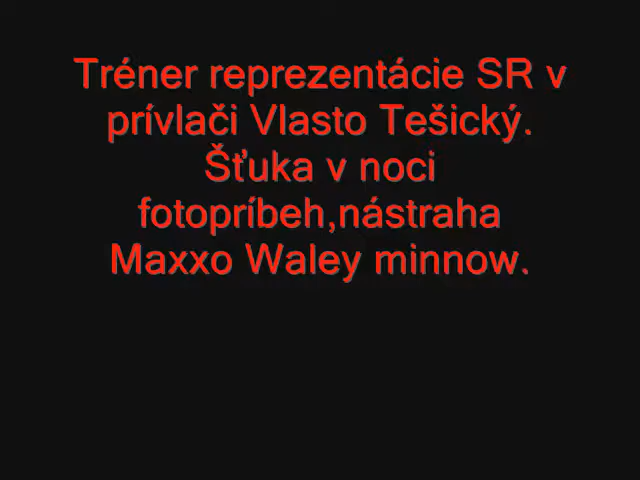 Tréner reprezentácie SR v
prívlači Vlasto Tešický.
Šťuka v noci
fotopríbeh,nástraha
Maxxo Waley minnow.